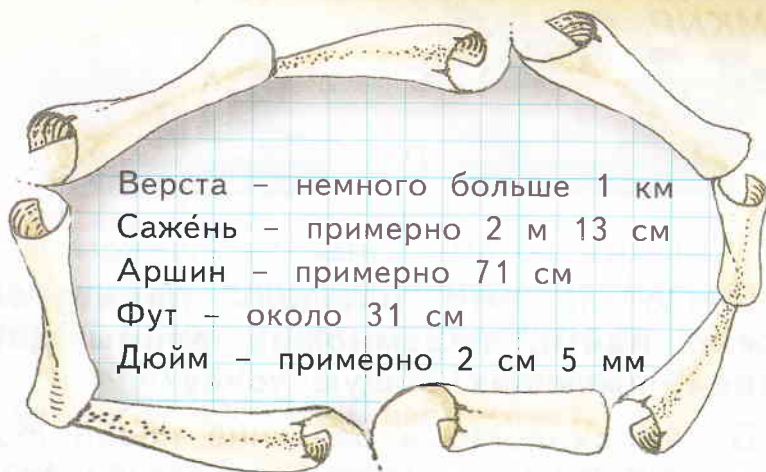 Верста – немного больше 1 км
Саже́нь – примерно 2 м 13 см
Аршин – примерно 71 см
Фут – около 31 см
Дюйм – примерно 2 см 5 мм